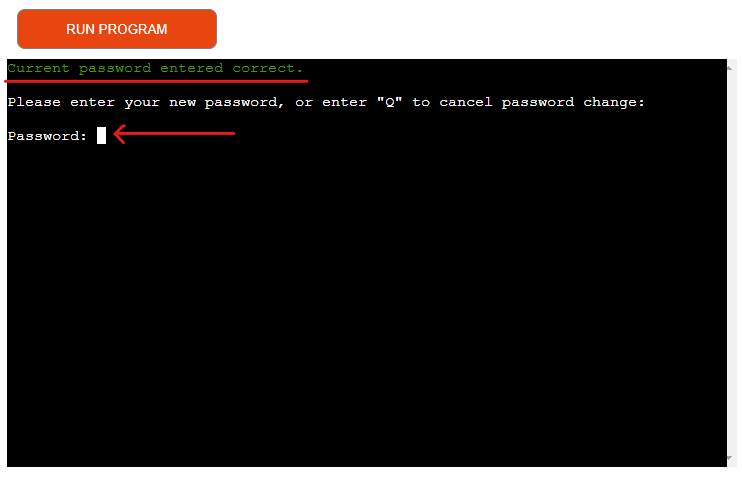 RUN PROGRAM
Current password entered correct.
Please enter your new password, or enter "Q" to cancel password change:
Password: